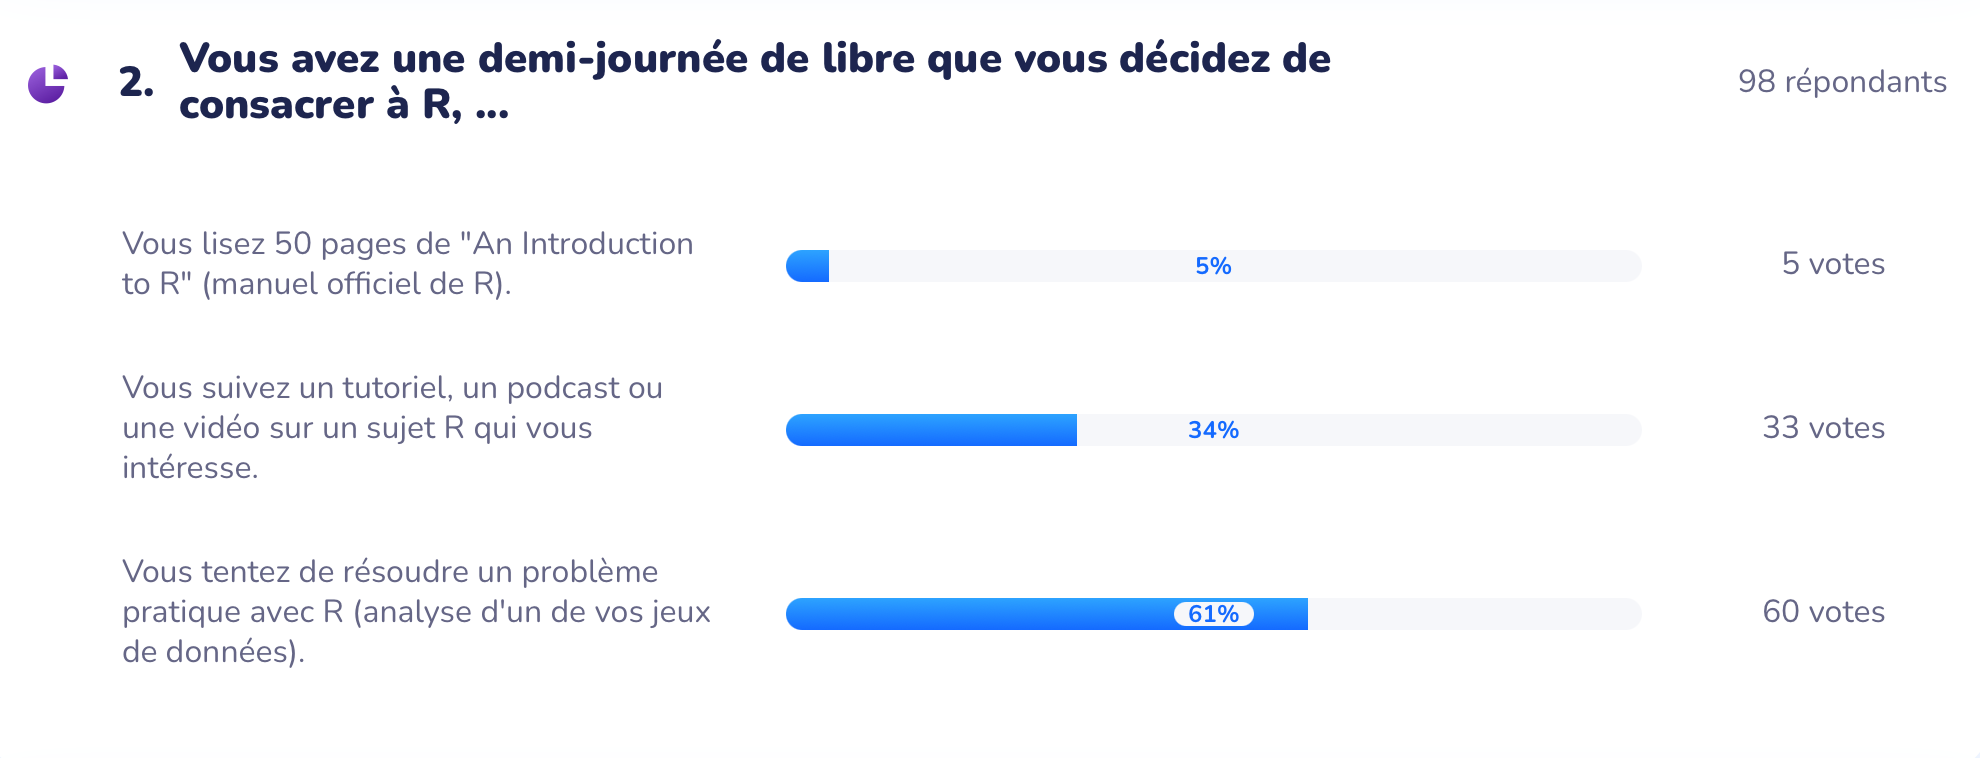 2.
Vous avez une demi-journée de libre que vous décidez de
consacrer à R, ...
98 répondants
Vous lisez 50 pages de "An Introduction
to R" (manuel officiel de R).
5%
5 votes
Vous suivez un tutoriel, un podcast ou
une vidéo sur un sujet R qui vous
intéresse.
34%
33 votes
Vous tentez de résoudre un problème
pratique avec R (analyse d'un de vos jeux
de données).
61%
60 votes